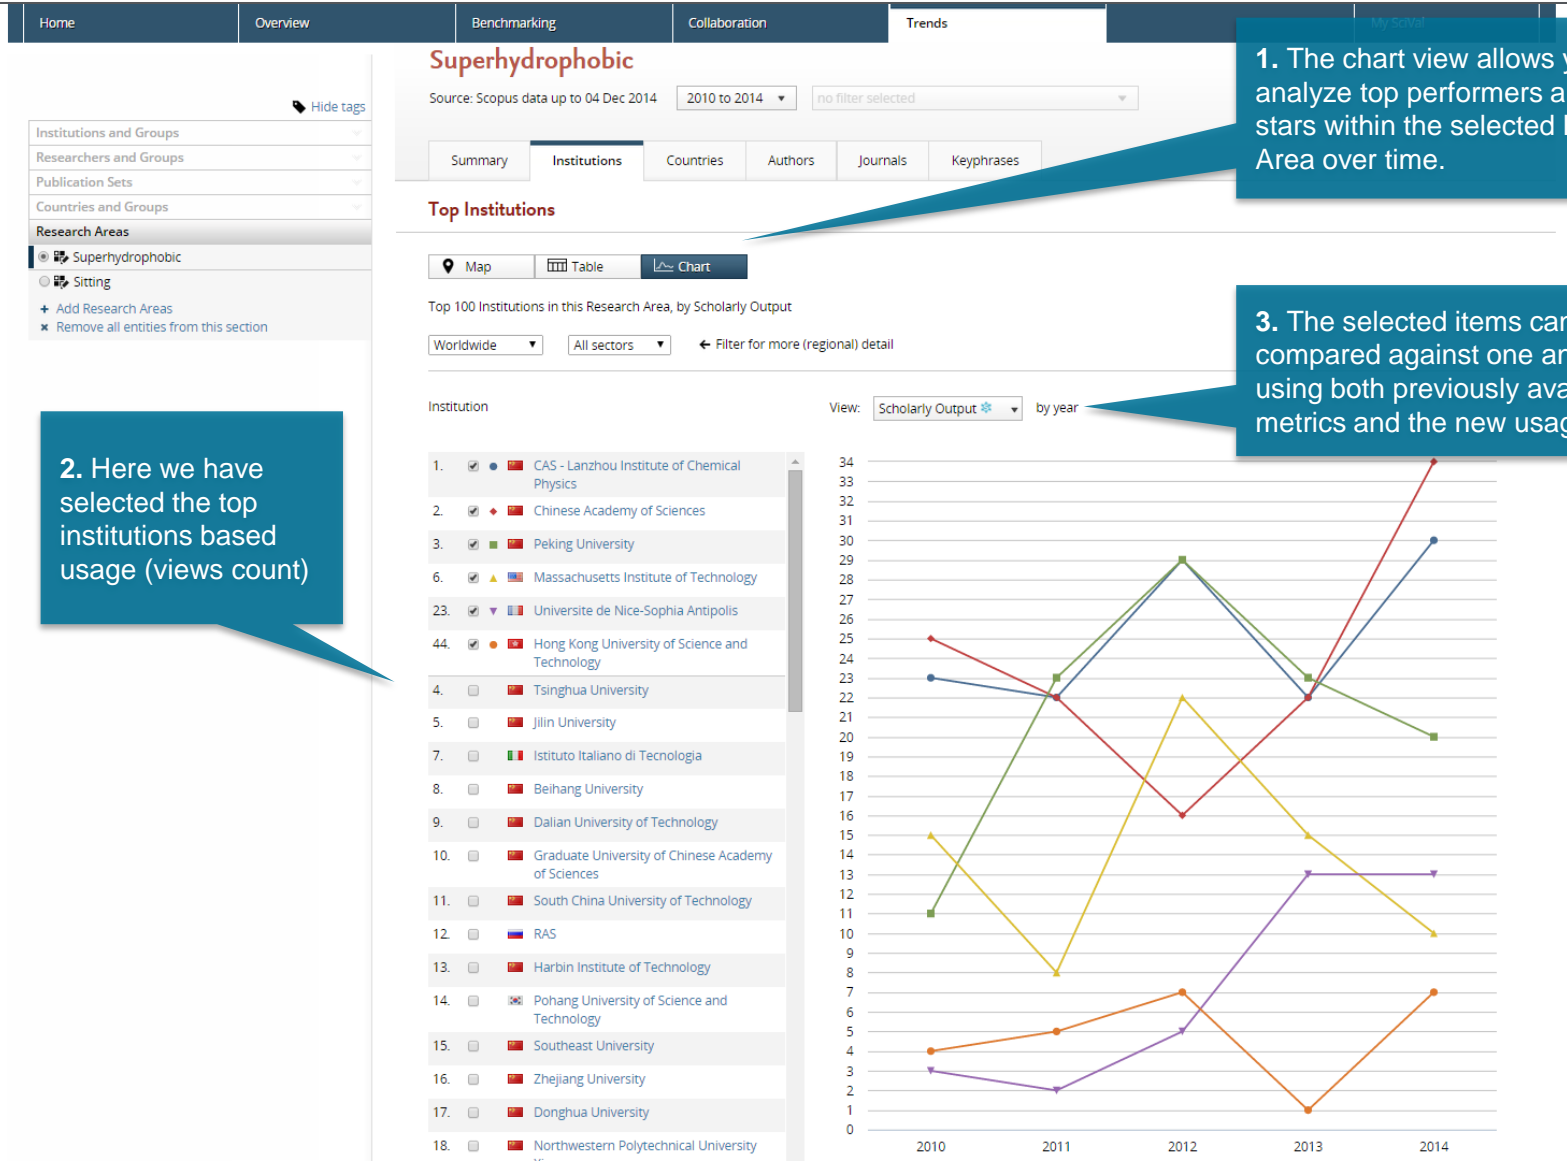 Home Overview Benchmarking Collaboration Trends My SciVal
Hide tags
Institutions and Groups
Researchers and Groups
Publication Sets
Countries and Groups
Research Areas
Superhydrophobic
Sitting
+ Add Research Areas
× Remove all entities from this section
Superhydrophobic
Source: Scopus data up to 04 Dec 2014 2010 to 2014 no filter selected
Summary Institutions Countries Authors Journals Keyphrases
Top Institutions
Map Table Chart
Top 100 Institutions in this Research Area, by Scholarly Output
Worldwide All sectors Filter for more (regional) detail
1. The chart view allows
analyze top performers
stars within the selected
Area over time.
2. Here we have
selected the top
institutions based
usage (views count)
3. The selected items
compared against one
using both previously
metrics and the new
Institution
1. CAS - Lanzhou Institute of Chemical
Physics
2. Chinese Academy of Sciences
3. Peking University
6. Massachusetts Institute of Technology
23. Universite de Nice-Sophia Antipolis
44. Hong Kong University of Science and
Technology
4. Tsinghua University
5. Jilin University
7. Istituto Italiano di Tecnologia
8. Beihang University
9. Dalian University of Technology
10. Graduate University of Chinese Academy
of Sciences
11. South China University of Technology
12. RAS
13. Harbin Institute of Technology
14. Pohang University of Science and
Technology
15. Southeast University
16. Zhejiang University
17. Donghua University
18. Northwestern Polytechnical University
View: Scholarly Output by year
34
33
32
31
30
29
28
27
26
25
24
23
22
21
20
19
18
17
16
15
14
13
12
11
10
9
8
7
6
5
4
3
2
1
0
2010 2011 2012 2013 2014